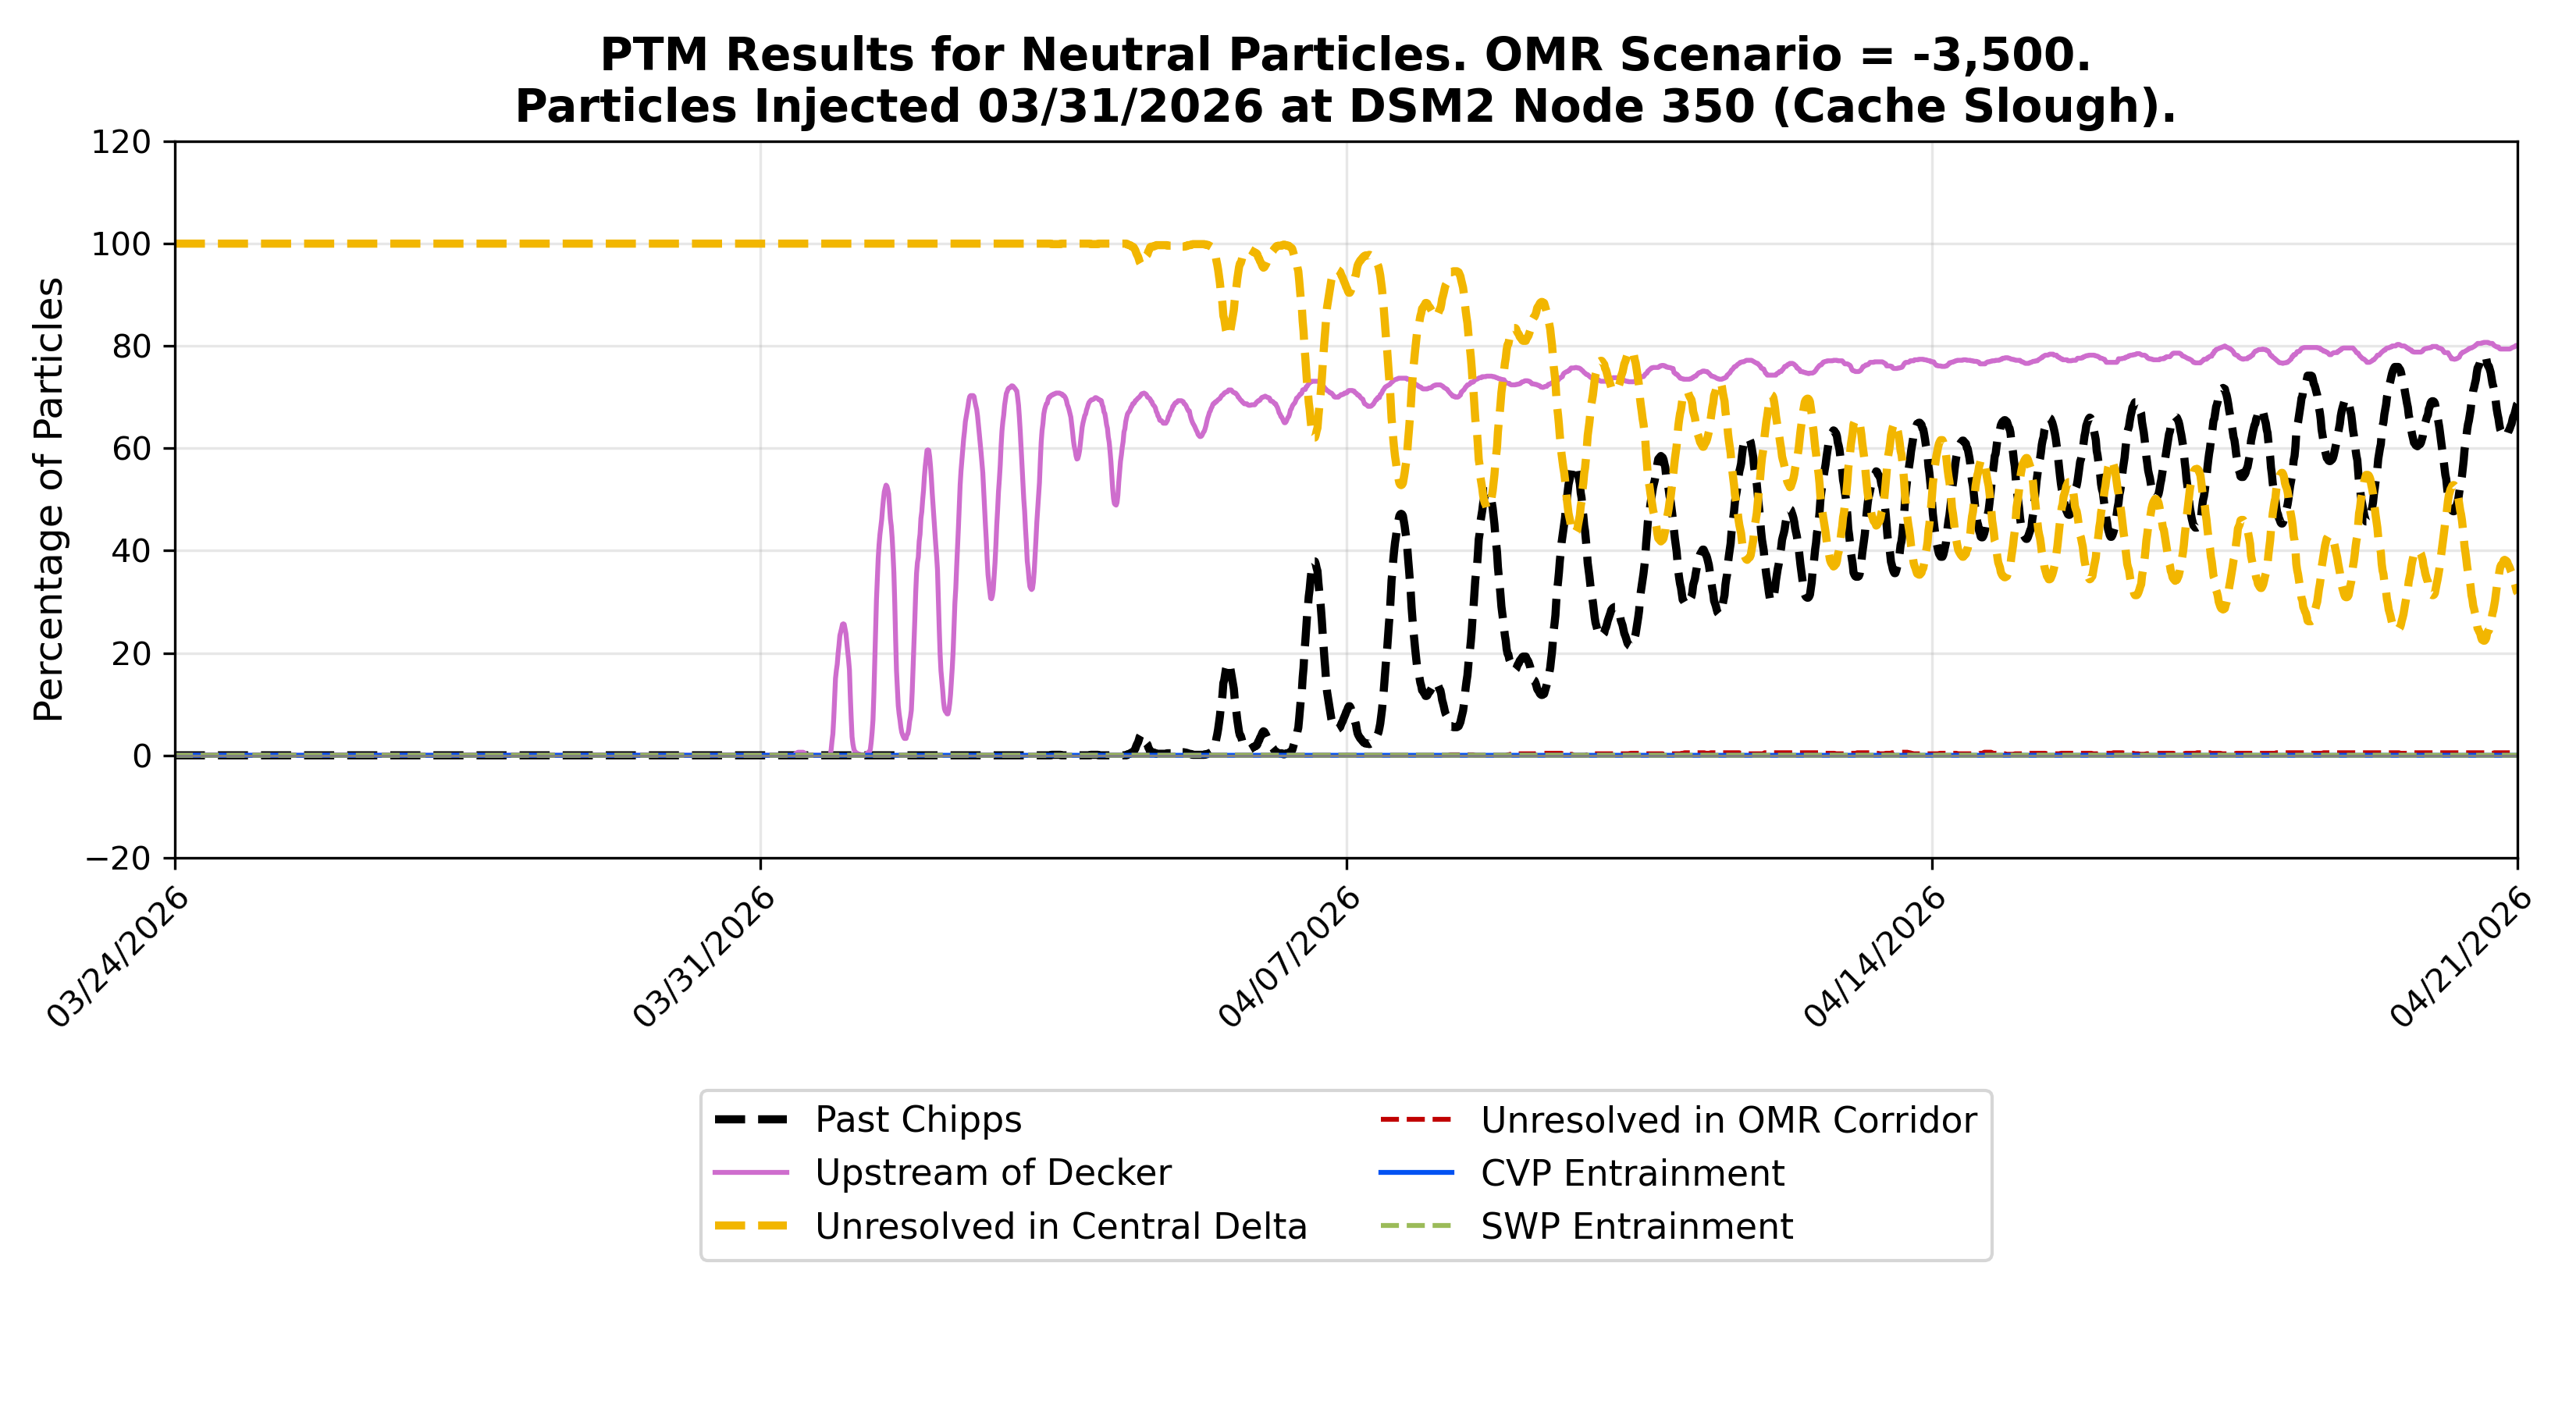 PTM Results for Neutral Particles. OMR Scenario = -3,500.
Particles Injected 03/31/2026 at DSM2 Node 350 (Cache Slough).
Percentage of Particles
120
100
80
60
40
20
0
−20
03/24/2026
03/31/2026
04/07/2026
04/14/2026
04/21/2026
Past Chipps
Upstream of Decker
Unresolved in Central Delta
Unresolved in OMR Corridor
CVP Entrainment
SWP Entrainment